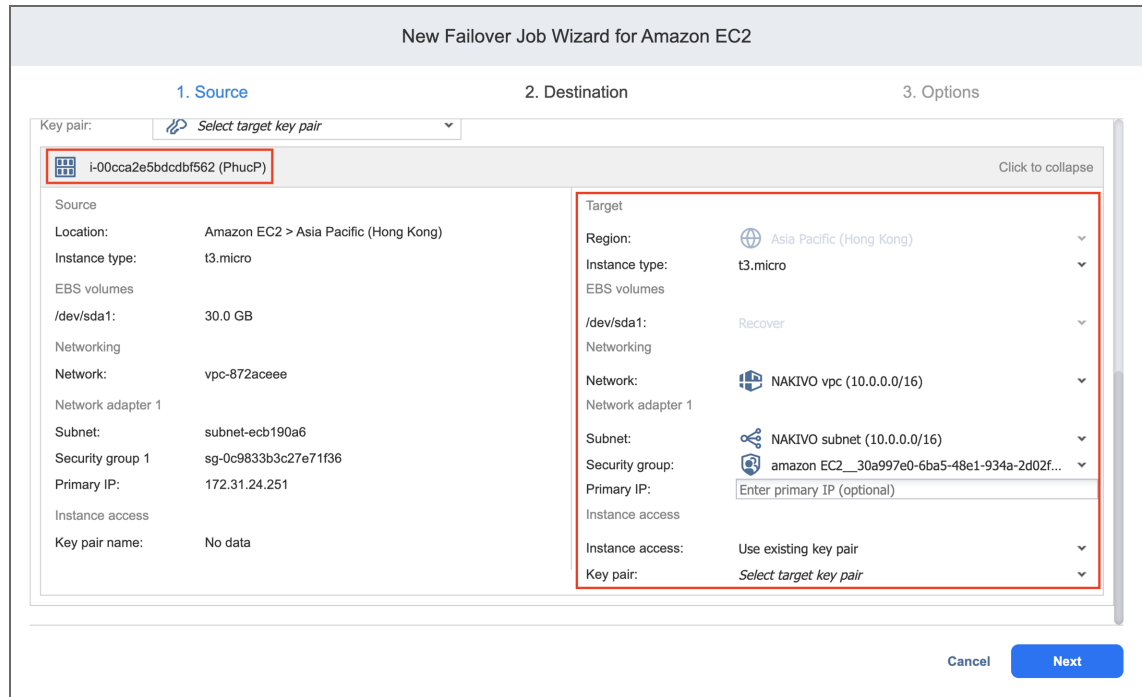 New Failover Job Wizard for Amazon EC2
1. Source
2. Destination
3. Options
Key pair:
Select target key pair
i-00cca2e5bdcdbf562 (PhucP)
Click to collapse
Source
Location:
Amazon EC2 > Asia Pacific (Hong Kong)
Instance type:
t3.micro
EBS volumes
/dev/sda1:
30.0 GB
Networking
Network:
vpc-872aceee
Network adapter 1
Subnet:
subnet-ecb190a6
Security group 1
sg-0c9833b3c27e71f36
Primary IP:
172.31.24.251
Instance access
Key pair name:
No data
Target
Region:
Asia Pacific (Hong Kong)
Instance type:
t3.micro
EBS volumes
/dev/sda1:
Recover
Networking
Network:
NAKIVO vpc (10.0.0.0/16)
Network adapter 1
Subnet:
NAKIVO subnet (10.0.0.0/16)
Security group:
amazon EC2__30a997e0-6ba5-48e1-934a-2d02f...
Primary IP:
Enter primary IP (optional)
Instance access
Instance access:
Use existing key pair
Key pair:
Select target key pair
Cancel
Next